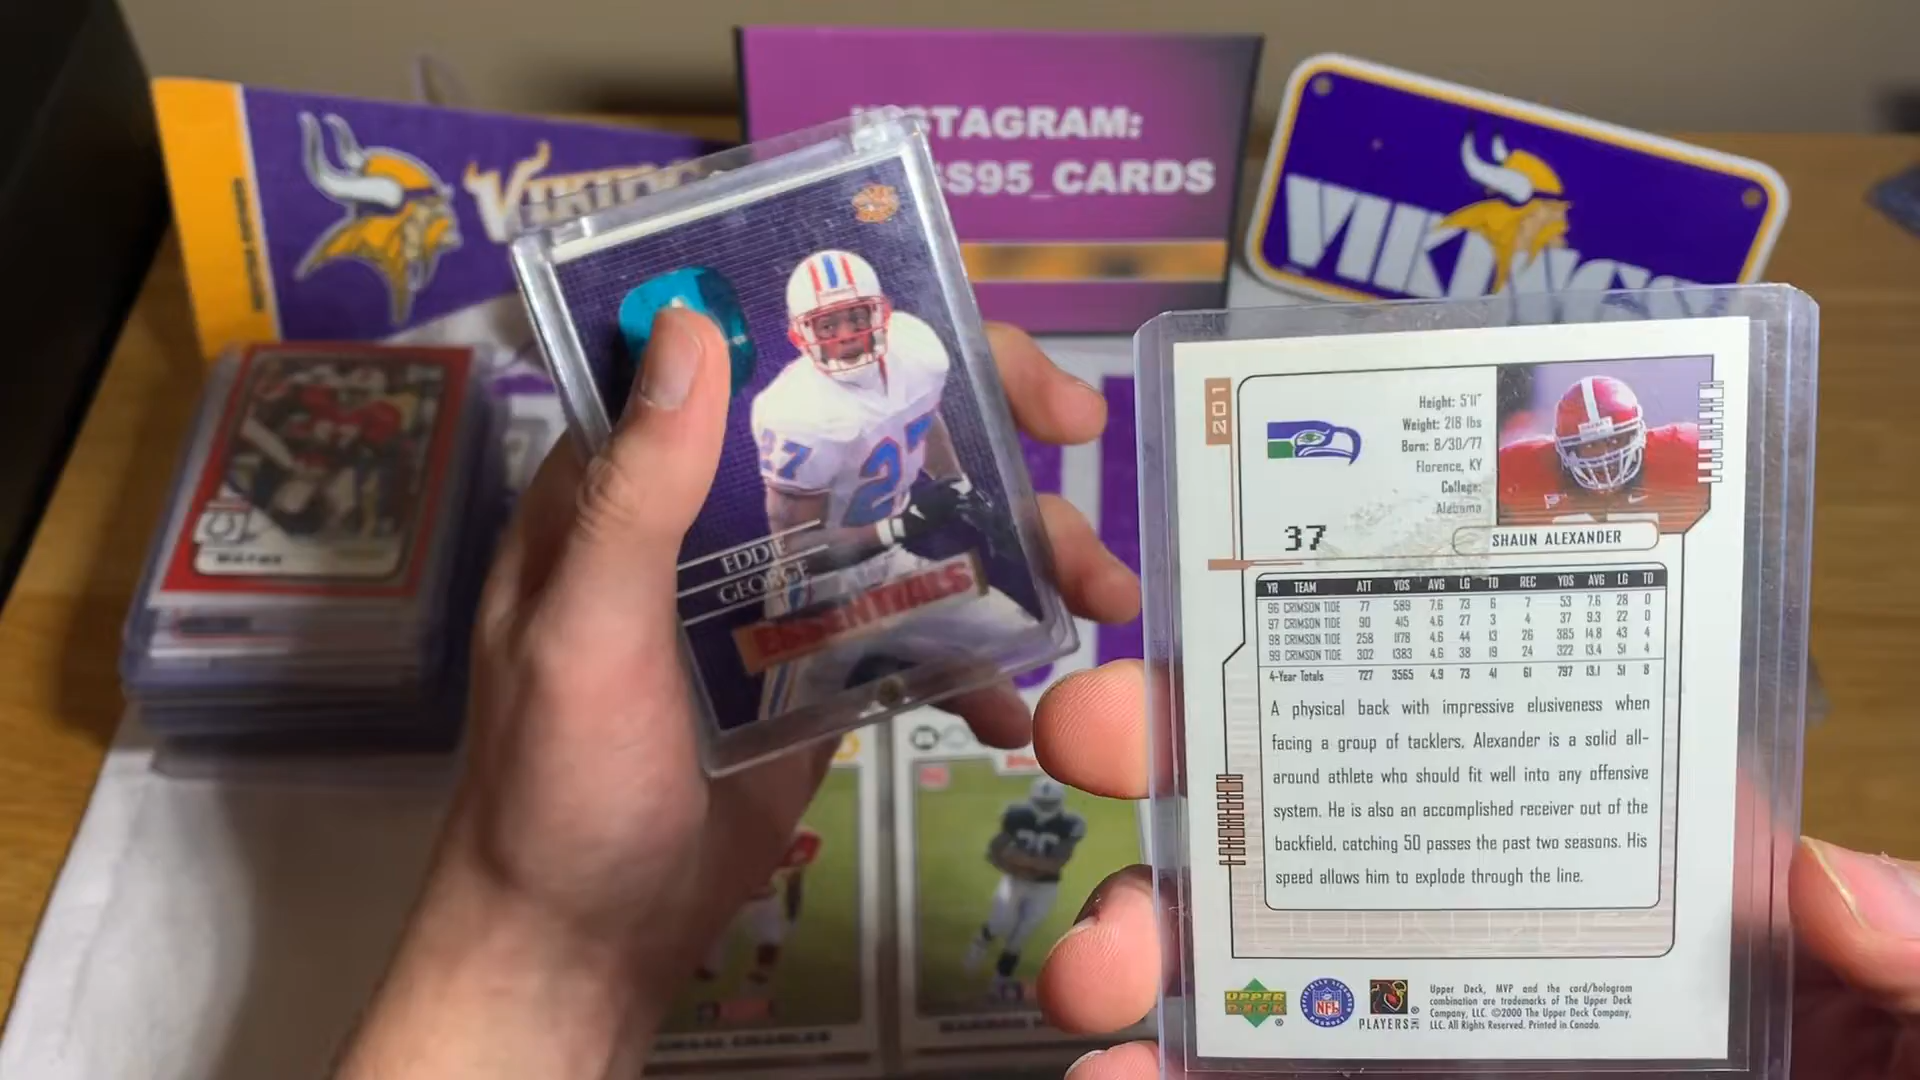 VIKINGS
INSTAGRAM:
S95_CARDS
VIKINGS
27
27
EDDIE
GEORGE
ESSENTIALS
MATHIS
201
Height: 5'11"
Weight: 218 lbs
Born: 8/30/77
Florence, KY
College:
Alabama
37
SHAUN ALEXANDER
YR TEAM ATT YDS AVG LG TD REC YDS AVG LG TD
96 CRIMSON TIDE 77 589 7.6 73 6 7 53 7.6 28 0
97 CRIMSON TIDE 90 415 4.6 27 3 4 37 9.3 22 0
98 CRIMSON TIDE 258 1178 4.6 44 13 26 385 14.8 43 4
99 CRIMSON TIDE 302 1383 4.6 38 19 24 322 13.4 51 4
4-Year Totals 727 3565 4.9 73 41 61 797 13.1 51 8
A physical back with impressive elusiveness when
facing a group of tacklers, Alexander is a solid all-
around athlete who should fit well into any offensive
system. He is also an accomplished receiver out of the
backfield, catching 50 passes the past two seasons. His
speed allows him to explode through the line.
UPPER
DECK
NFL
PLAYERS INC
Upper Deck, MVP and the card/hologram
combination are trademarks of The Upper Deck
Company, LLC. ©2000 The Upper Deck Company,
LLC. All Rights Reserved. Printed in Canada.